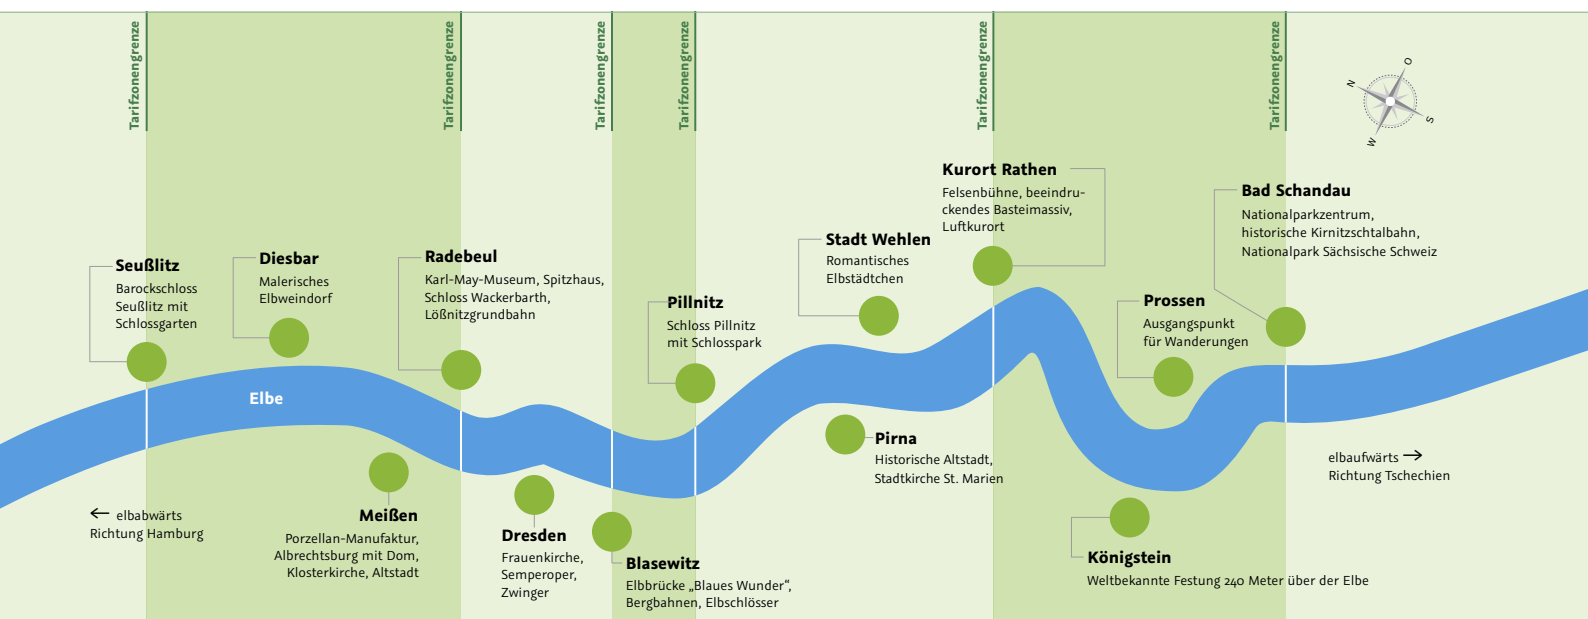 Tarifzonengrenze
Tarifzonengrenze
Tarifzonengrenze
Tarifzonengrenze
Tarifzonengrenze
Tarifzonengrenze
N
O
S
W
Seußlitz
Barockschloss
Seußlitz mit
Schlossgarten
Diesbar
Malerisches
Elbweindorf
Radebeul
Karl-May-Museum, Spitzhaus,
Schloss Wackerbarth,
Lößnitzgrundbahn
Pillnitz
Schloss Pillnitz
mit Schlosspark
Stadt Wehlen
Romantisches
Elbstädtchen
Kurort Rathen
Felsenbühne, beeindru-
ckendes Basteimassiv,
Luftkurort
Prossen
Ausgangspunkt
für Wanderungen
Bad Schandau
Nationalparkzentrum,
historische Kirnitzschtalbahn,
Nationalpark Sächsische Schweiz
Elbe
← elbabwärts
Richtung Hamburg
Meißen
Porzellan-Manufaktur,
Albrechtsburg mit Dom,
Klosterkirche, Altstadt
Dresden
Frauenkirche,
Semperoper,
Zwinger
Blasewitz
Elbbrücke „Blaues Wunder“,
Bergbahnen, Elbschlösser
Pirna
Historische Altstadt,
Stadtkirche St. Marien
Königstein
Weltbekannte Festung 240 Meter über der Elbe
elbaufwärts →
Richtung Tschechien